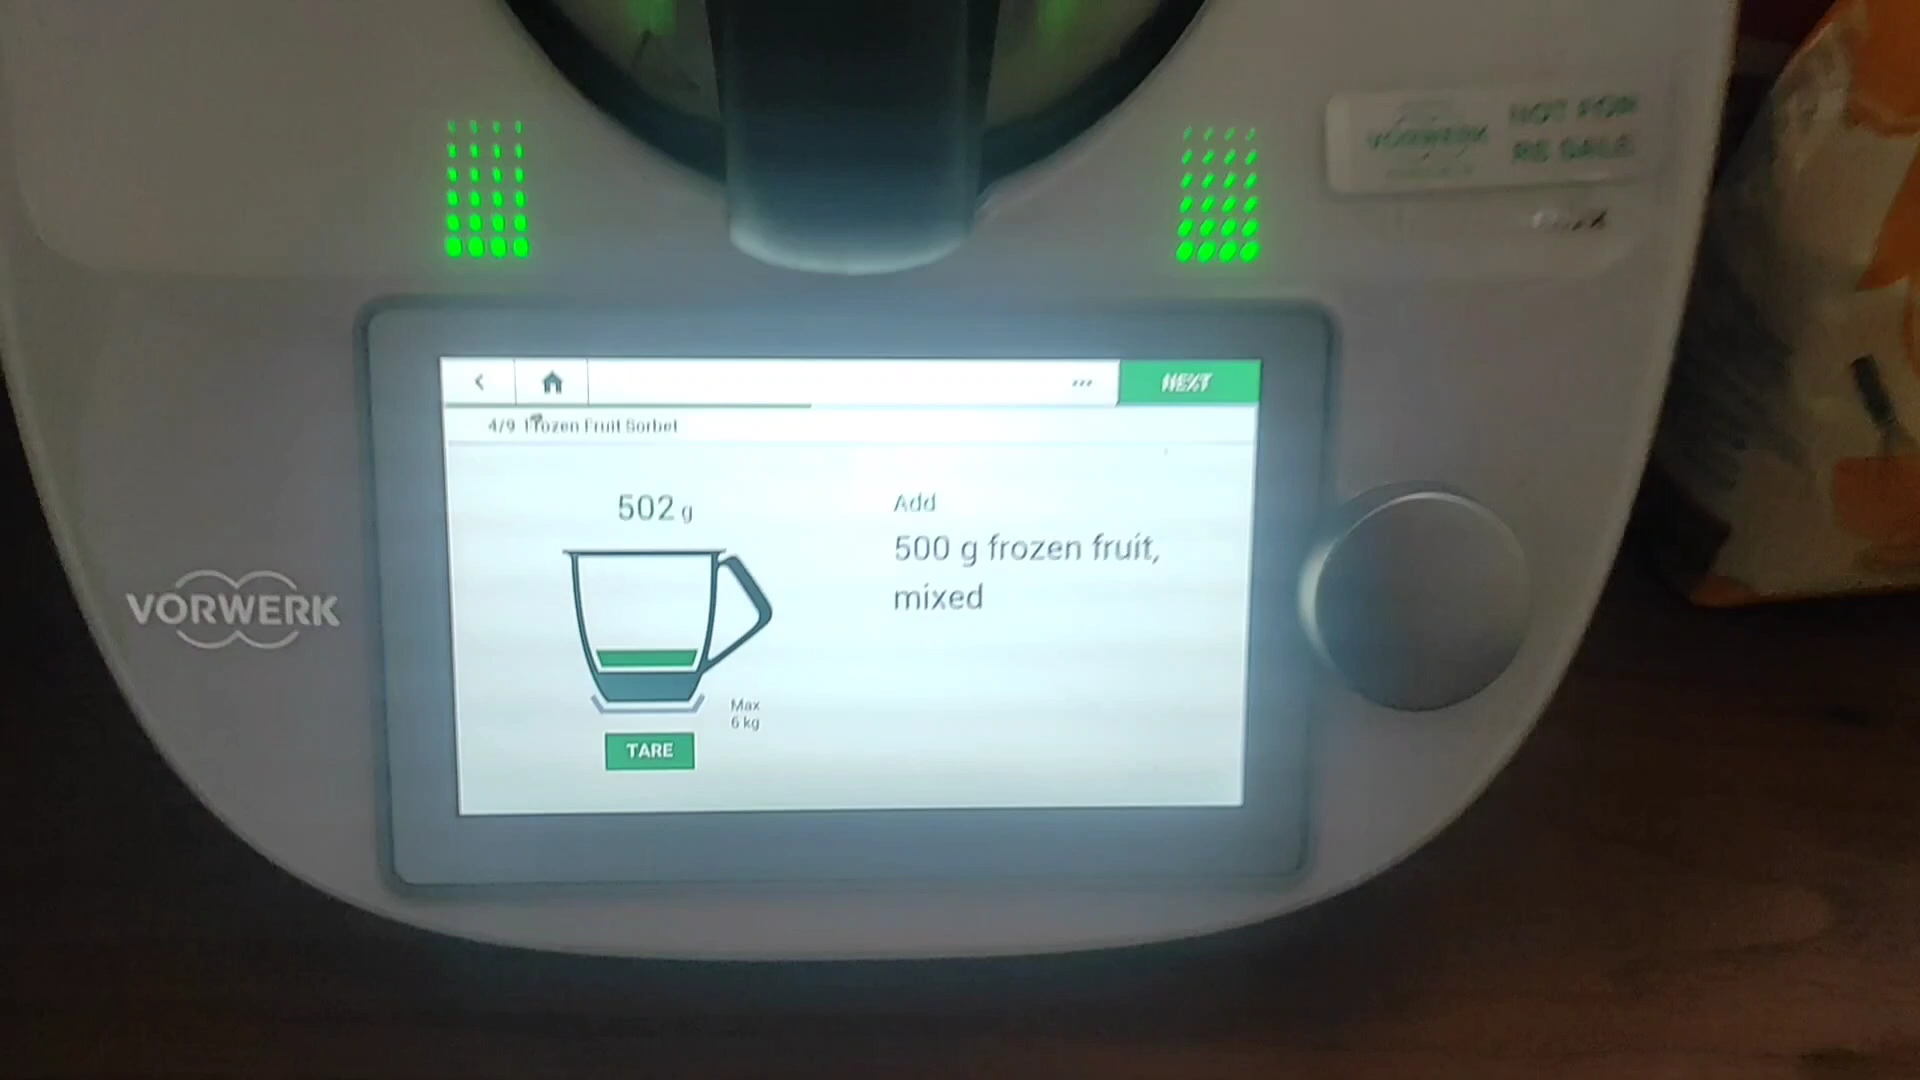 VORWERK
NOT FOR
RE SALE
NEXT
4/9 Frozen Fruit Sorbet
502 g
Add
500 g frozen fruit,
mixed
Max
6 kg
TARE
VORWERK